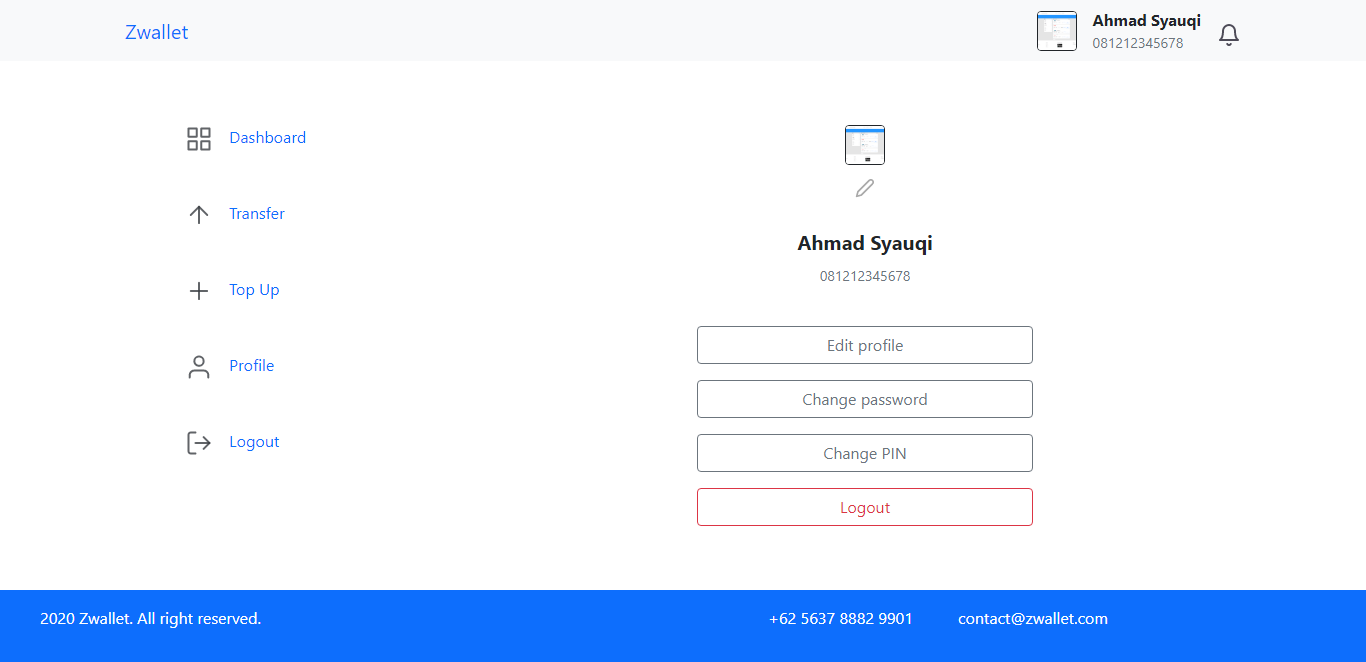 Zwallet
Ahmad Syauqi
081212345678
Dashboard
Transfer
Top Up
Profile
Logout
Ahmad Syauqi
081212345678
Edit profile
Change password
Change PIN
Logout
2020 Zwallet. All right reserved.
+62 5637 8882 9901
contact@zwallet.com